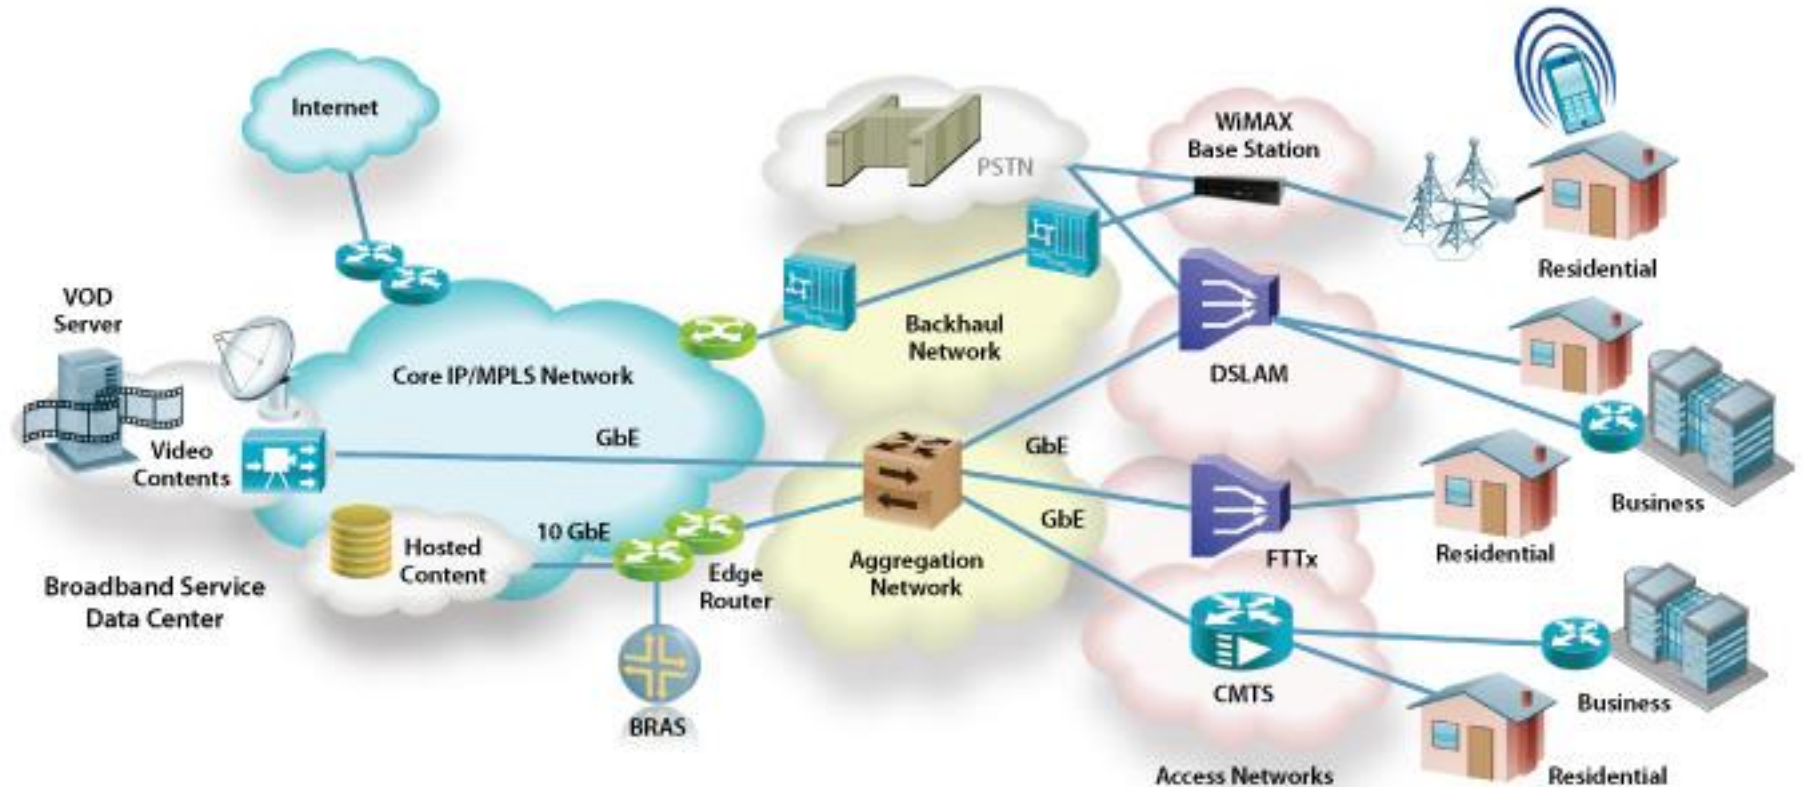 Internet
PSTN
WiMAX
Base Station
Residential
VOD
Server
Core IP/MPLS Network
Backhaul
Network
DSLAM
Video
Contents
GbE
GbE
Business
10 GbE
Hosted
Content
Edge
Router
Aggregation
Network
GbE
FTTx
Residential
Broadband Service
Data Center
BRAS
CMTS
Business
Access Networks
Residential